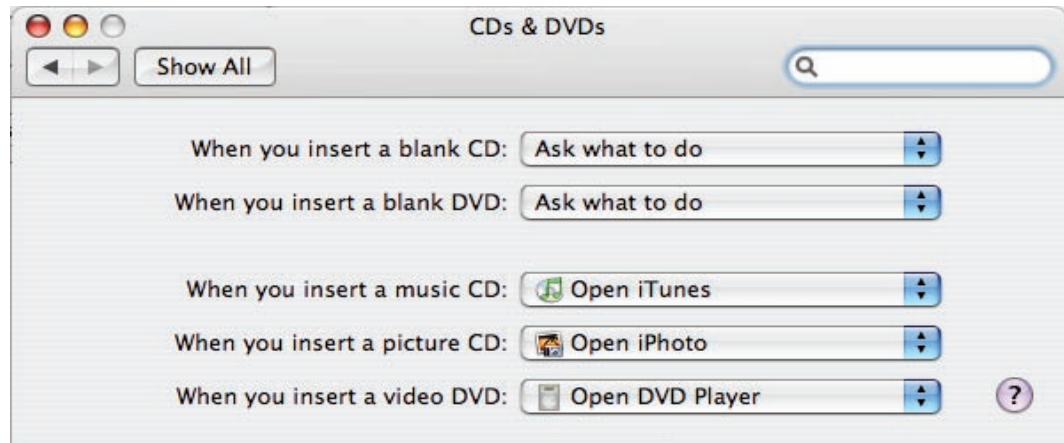 CDs & DVDs
Show All
When you insert a blank CD: Ask what to do
When you insert a blank DVD: Ask what to do
When you insert a music CD: Open iTunes
When you insert a picture CD: Open iPhoto
When you insert a video DVD: Open DVD Player ?